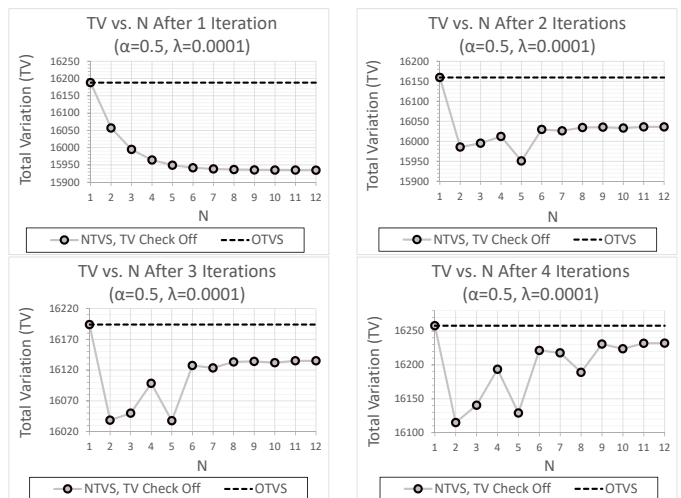 TV vs. N After 1 Iteration
(α=0.5, λ=0.0001)
Total Variation (TV)
16250
16200
16150
16100
16050
16000
15950
15900
1 2 3 4 5 6 7 8 9 10 11 12
N
NTVS, TV Check Off
OTVS
TV vs. N After 2 Iterations
(α=0.5, λ=0.0001)
Total Variation (TV)
16200
16150
16100
16050
16000
15950
15900
1 2 3 4 5 6 7 8 9 10 11 12
N
NTVS, TV Check Off
OTVS
TV vs. N After 3 Iterations
(α=0.5, λ=0.0001)
Total Variation (TV)
16220
16170
16120
16070
16020
1 2 3 4 5 6 7 8 9 10 11 12
N
NTVS, TV Check Off
OTVS
TV vs. N After 4 Iterations
(α=0.5, λ=0.0001)
Total Variation (TV)
16250
16200
16150
16100
1 2 3 4 5 6 7 8 9 10 11 12
N
NTVS, TV Check Off
OTVS